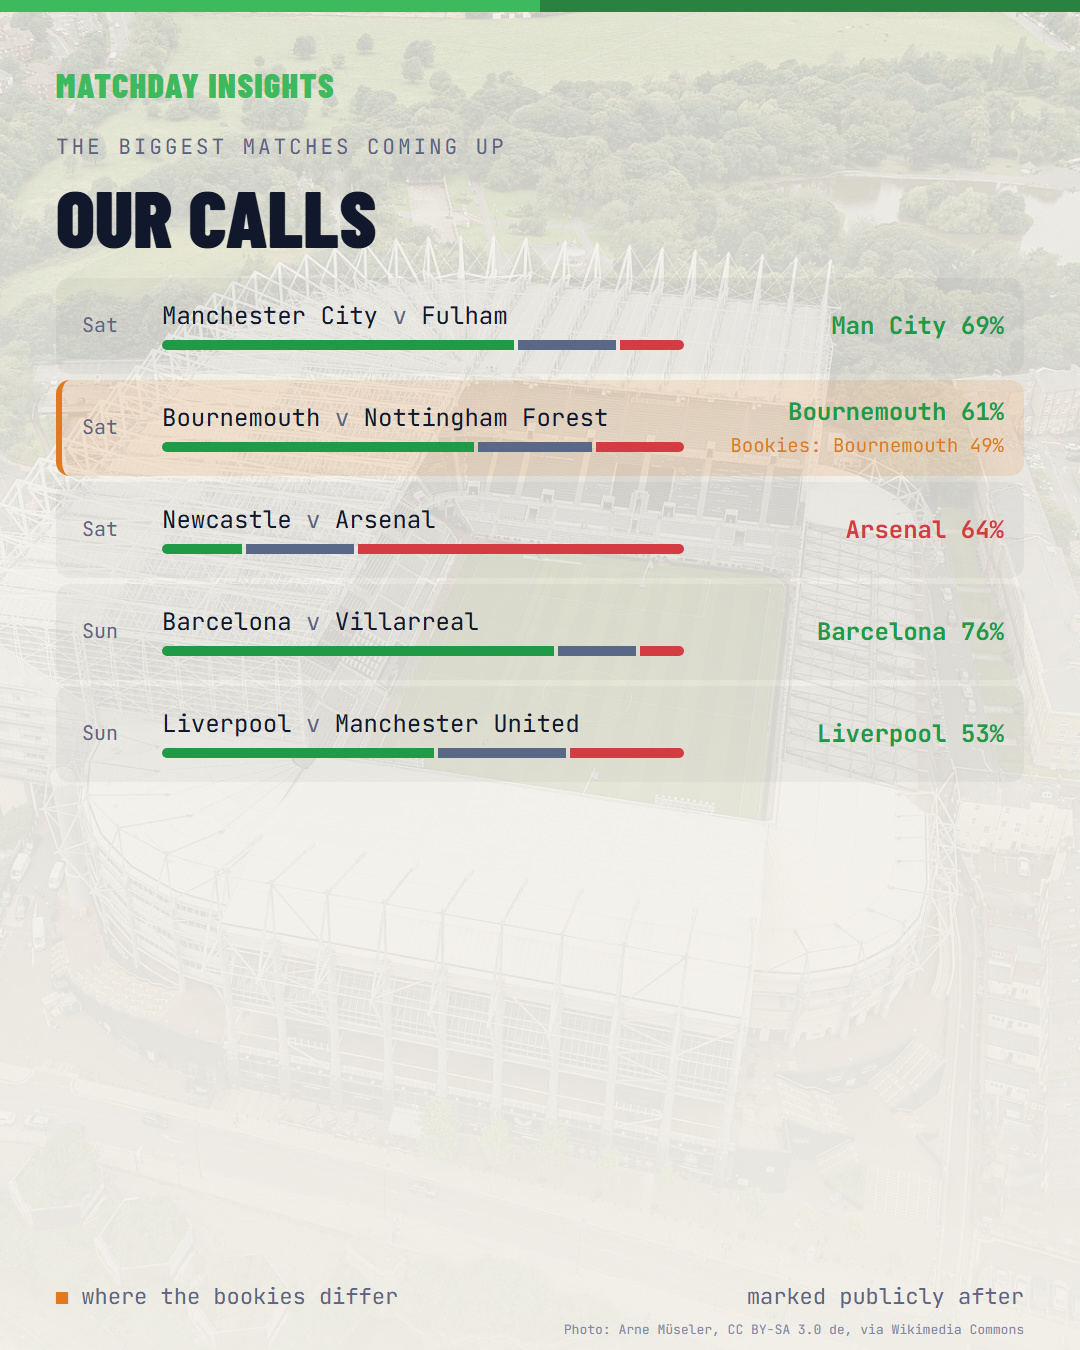 MATCHDAY INSIGHTS
THE BIGGEST MATCHES COMING UP
OUR CALLS
Sat
Manchester City v Fulham
Man City 69%
Sat
Bournemouth v Nottingham Forest
Bournemouth 61%
Bookies: Bournemouth 49%
Sat
Newcastle v Arsenal
Arsenal 64%
Sun
Barcelona v Villarreal
Barcelona 76%
Sun
Liverpool v Manchester United
Liverpool 53%
where the bookies differ
marked publicly after
Photo: Arne Müseler, CC BY-SA 3.0 de, via Wikimedia Commons